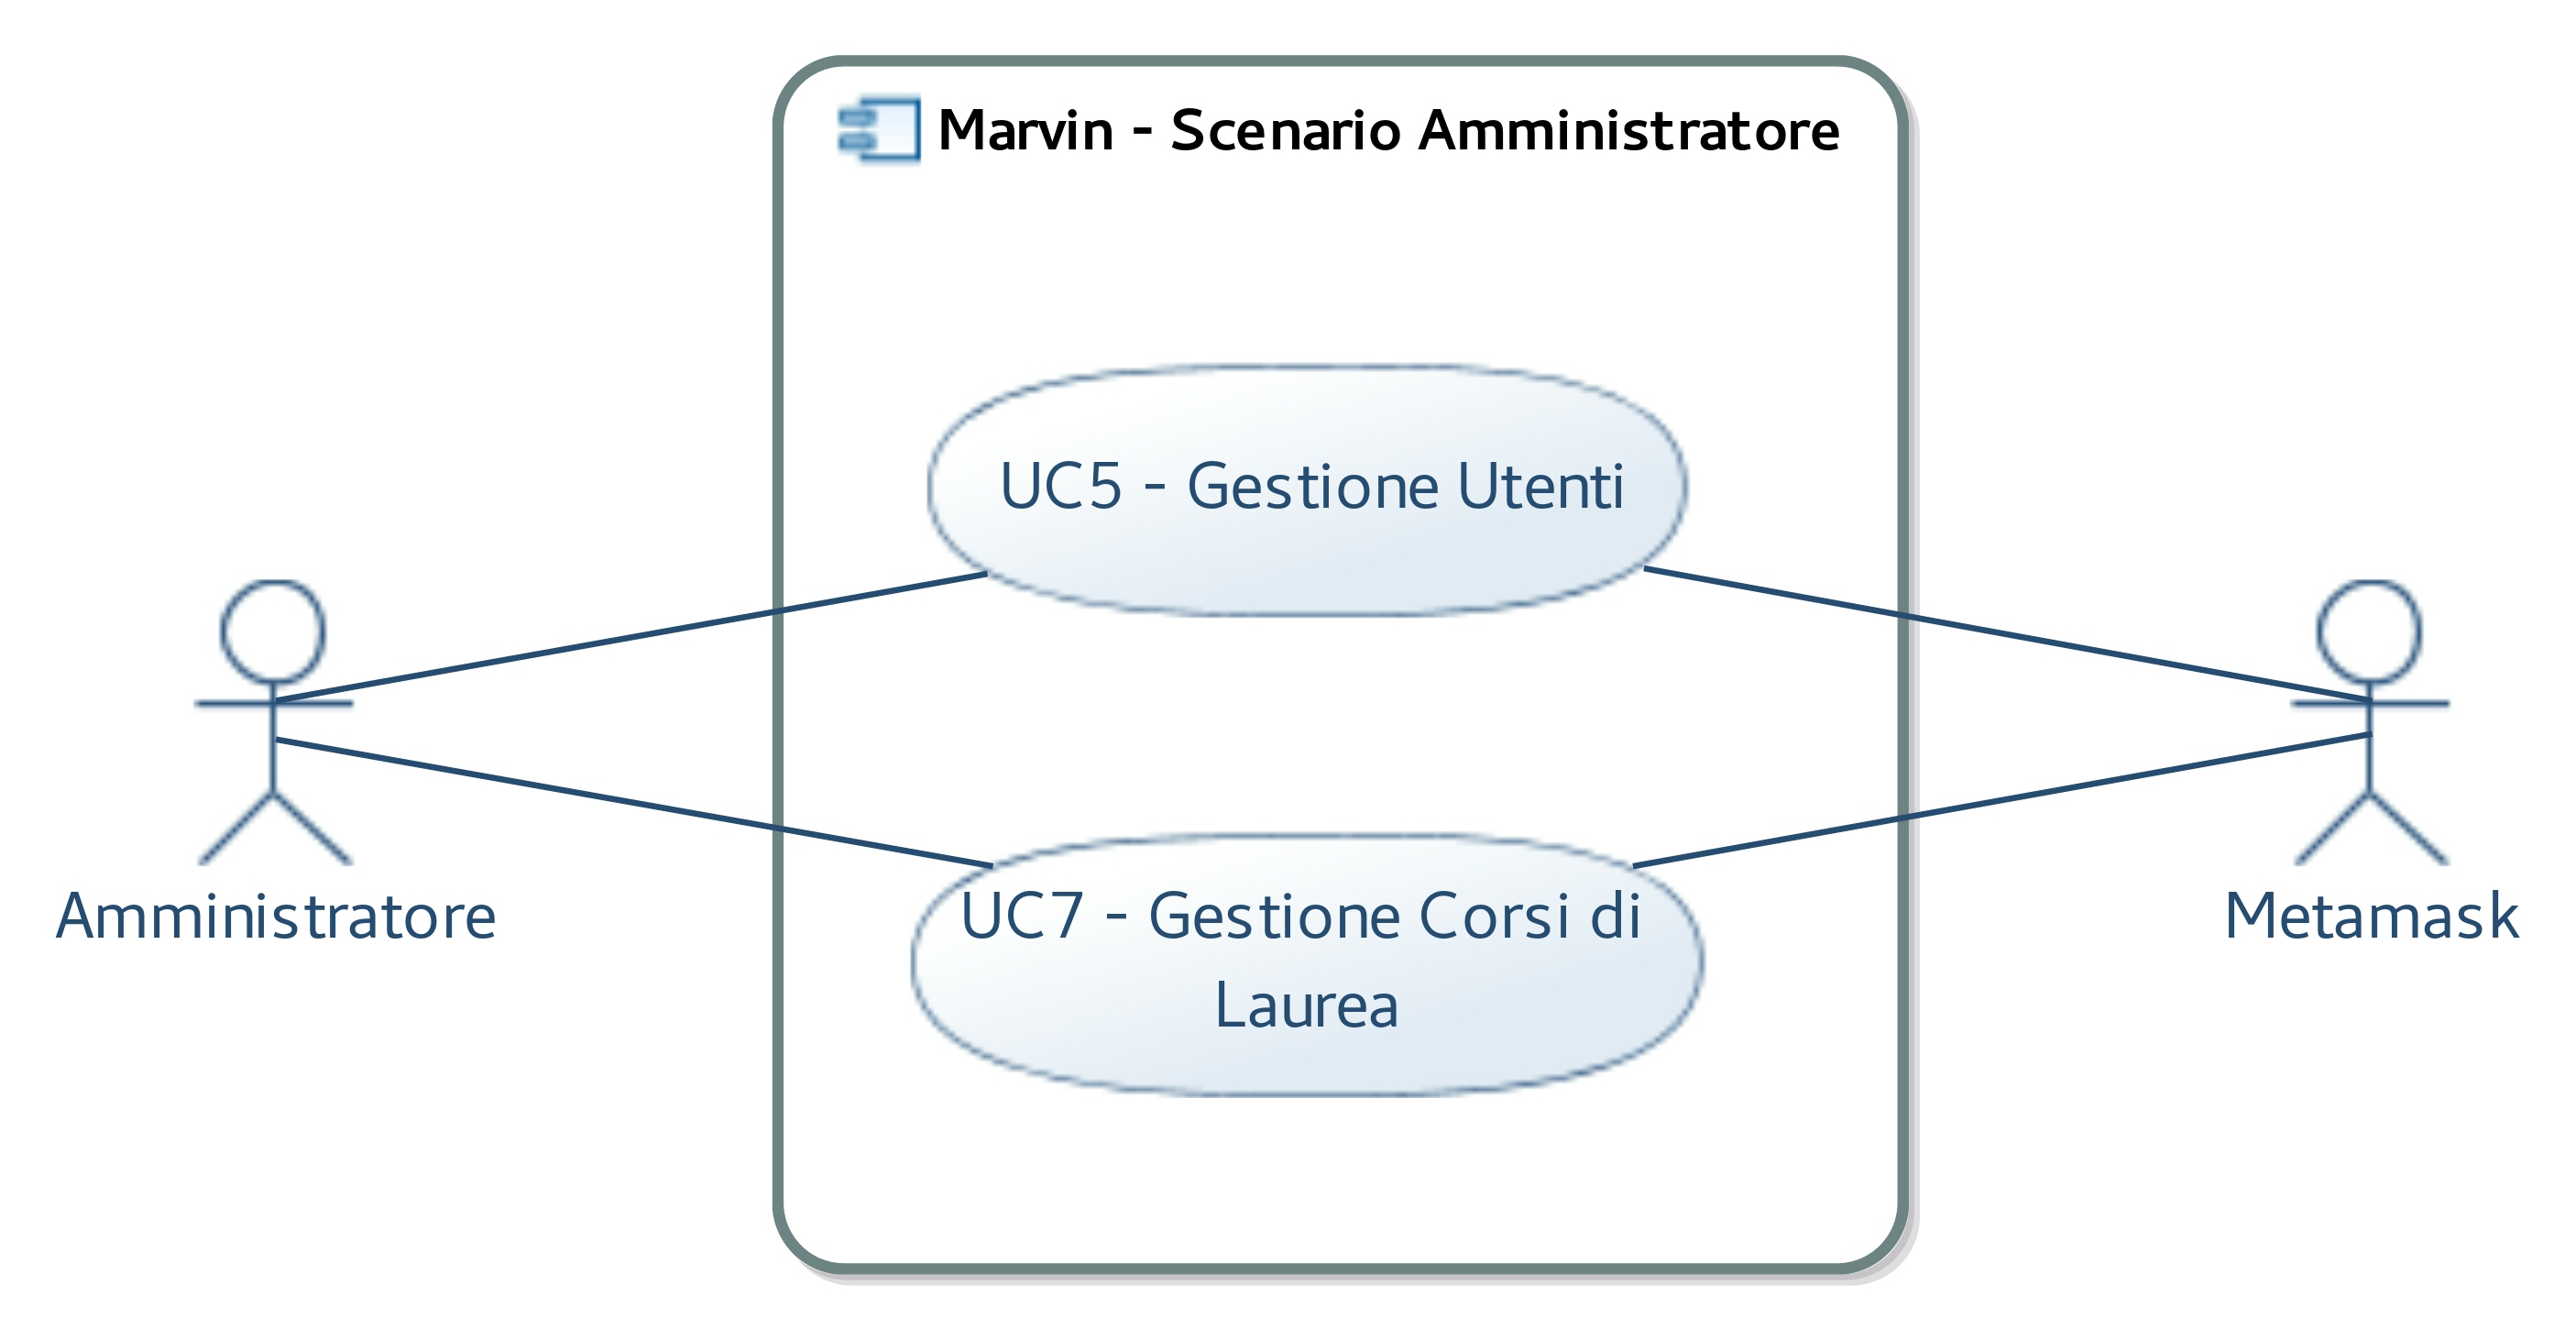 Marvin - Scenario Amministratore
UC5 - Gestione Utenti
Amministratore
UC7 - Gestione Corsi di
Laurea
Metamask